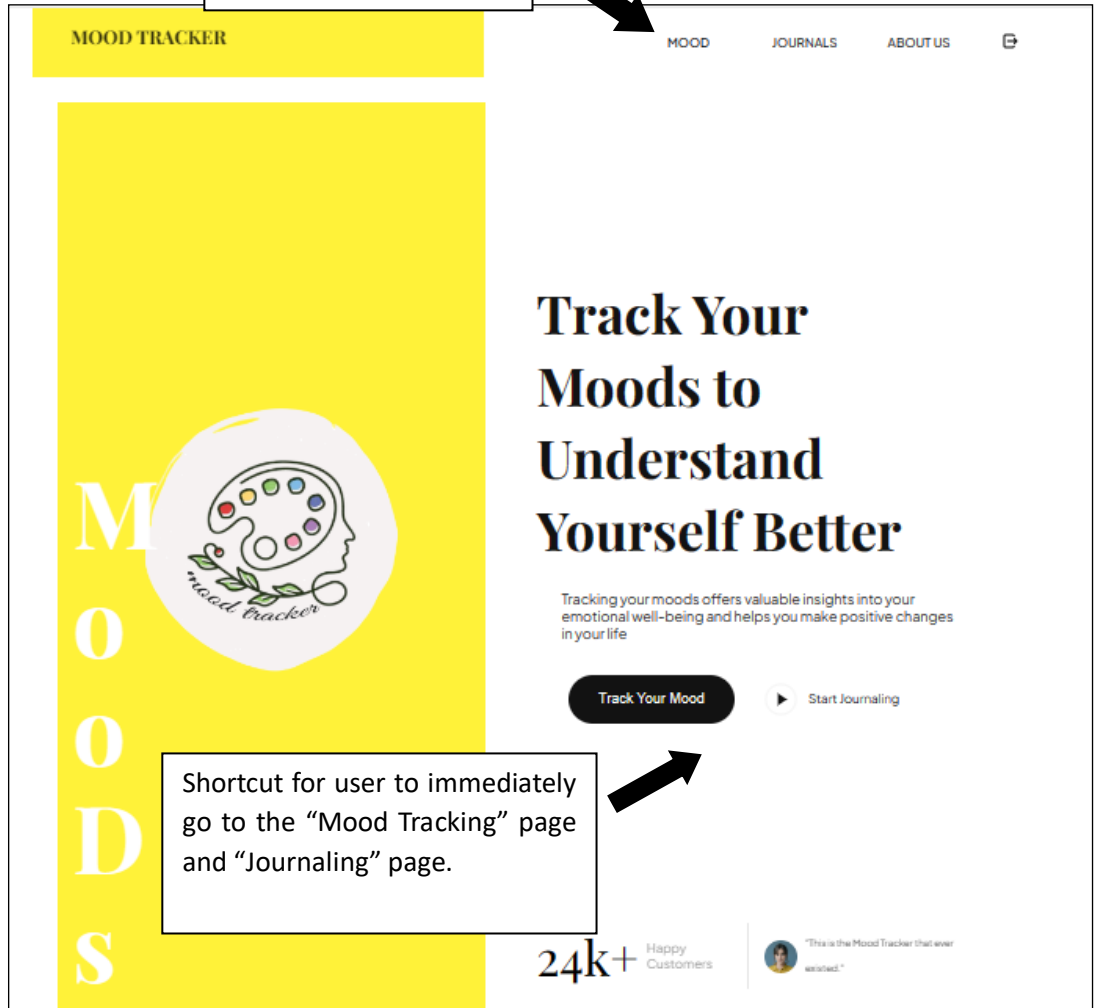 MOOD TRACKER
MOOD JOURNALS ABOUT US
Track Your
Moods to
Understand
Yourself Better
M
o
o
D
s
mood tracker
Tracking your moods offers valuable insights into your
emotional well-being and helps you make positive changes
in your life
Track Your Mood
Start Journaling
Shortcut for user to immediately
go to the “Mood Tracking” page
and “Journaling” page.
24k+ Happy
Customers
"This is the Mood Tracker that ever
existed."